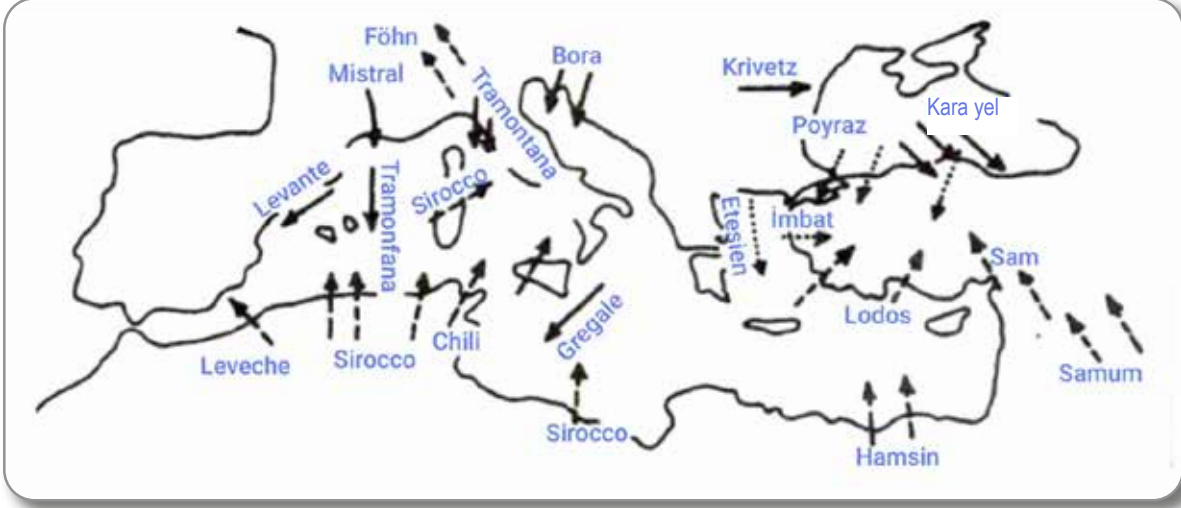 Föhn
Bora
Mistral
Tramontana
Krivetz
Kara yel
Poyraz
Levante
Tramonfana
Sirocco
Etesien
İmbat
Sam
Lodos
Gregale
Chili
Leveche
Sirocco
Samum
Sirocco
Hamsin